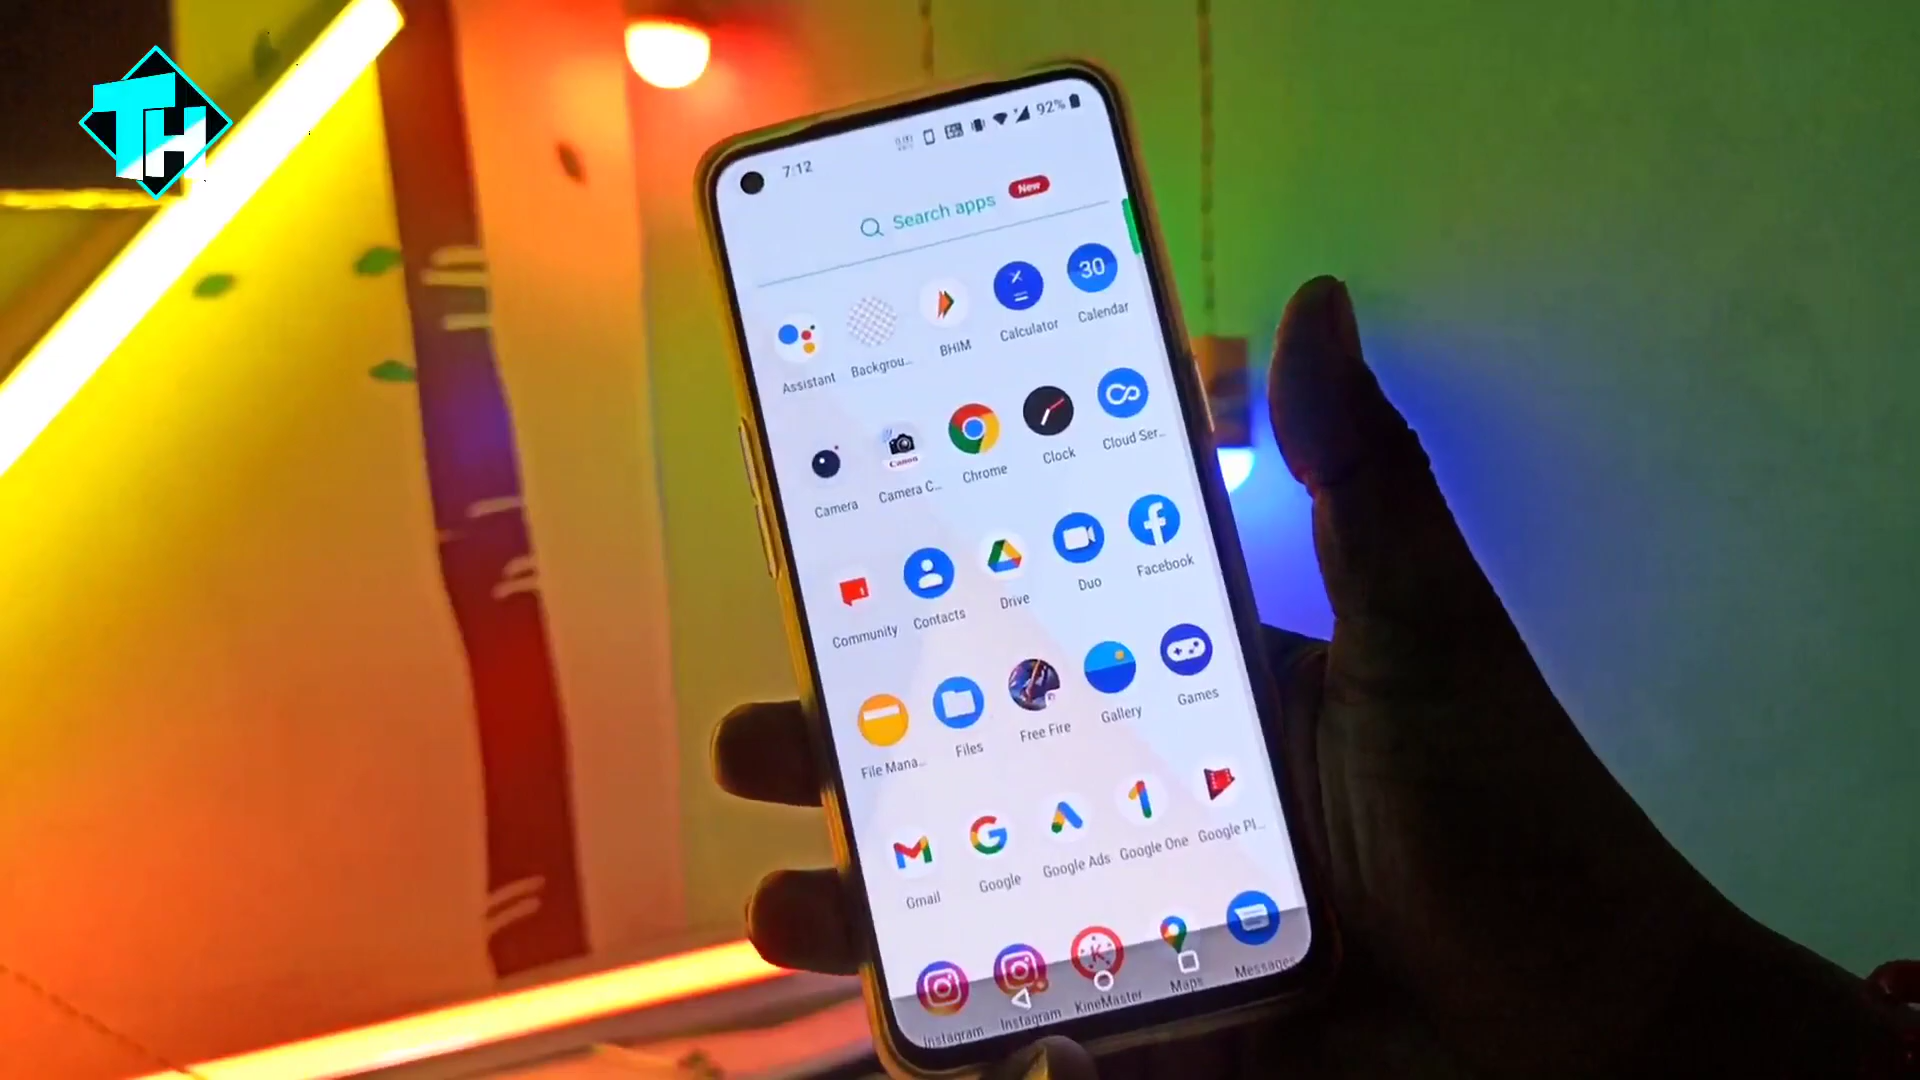 TH
7:12
92%
Search apps
New
30
Assistant
Backgrou...
BHIM
Calculator
Calendar
Canon
Camera
Camera C...
Chrome
Clock
Cloud Ser...
Community
Contacts
Drive
Duo
Facebook
File Mana...
Files
Free Fire
Gallery
Games
Gmail
Google
Google Ads
Google One
Google Pl...
K
Instagram
Instagram
KineMaster
Maps
Messages